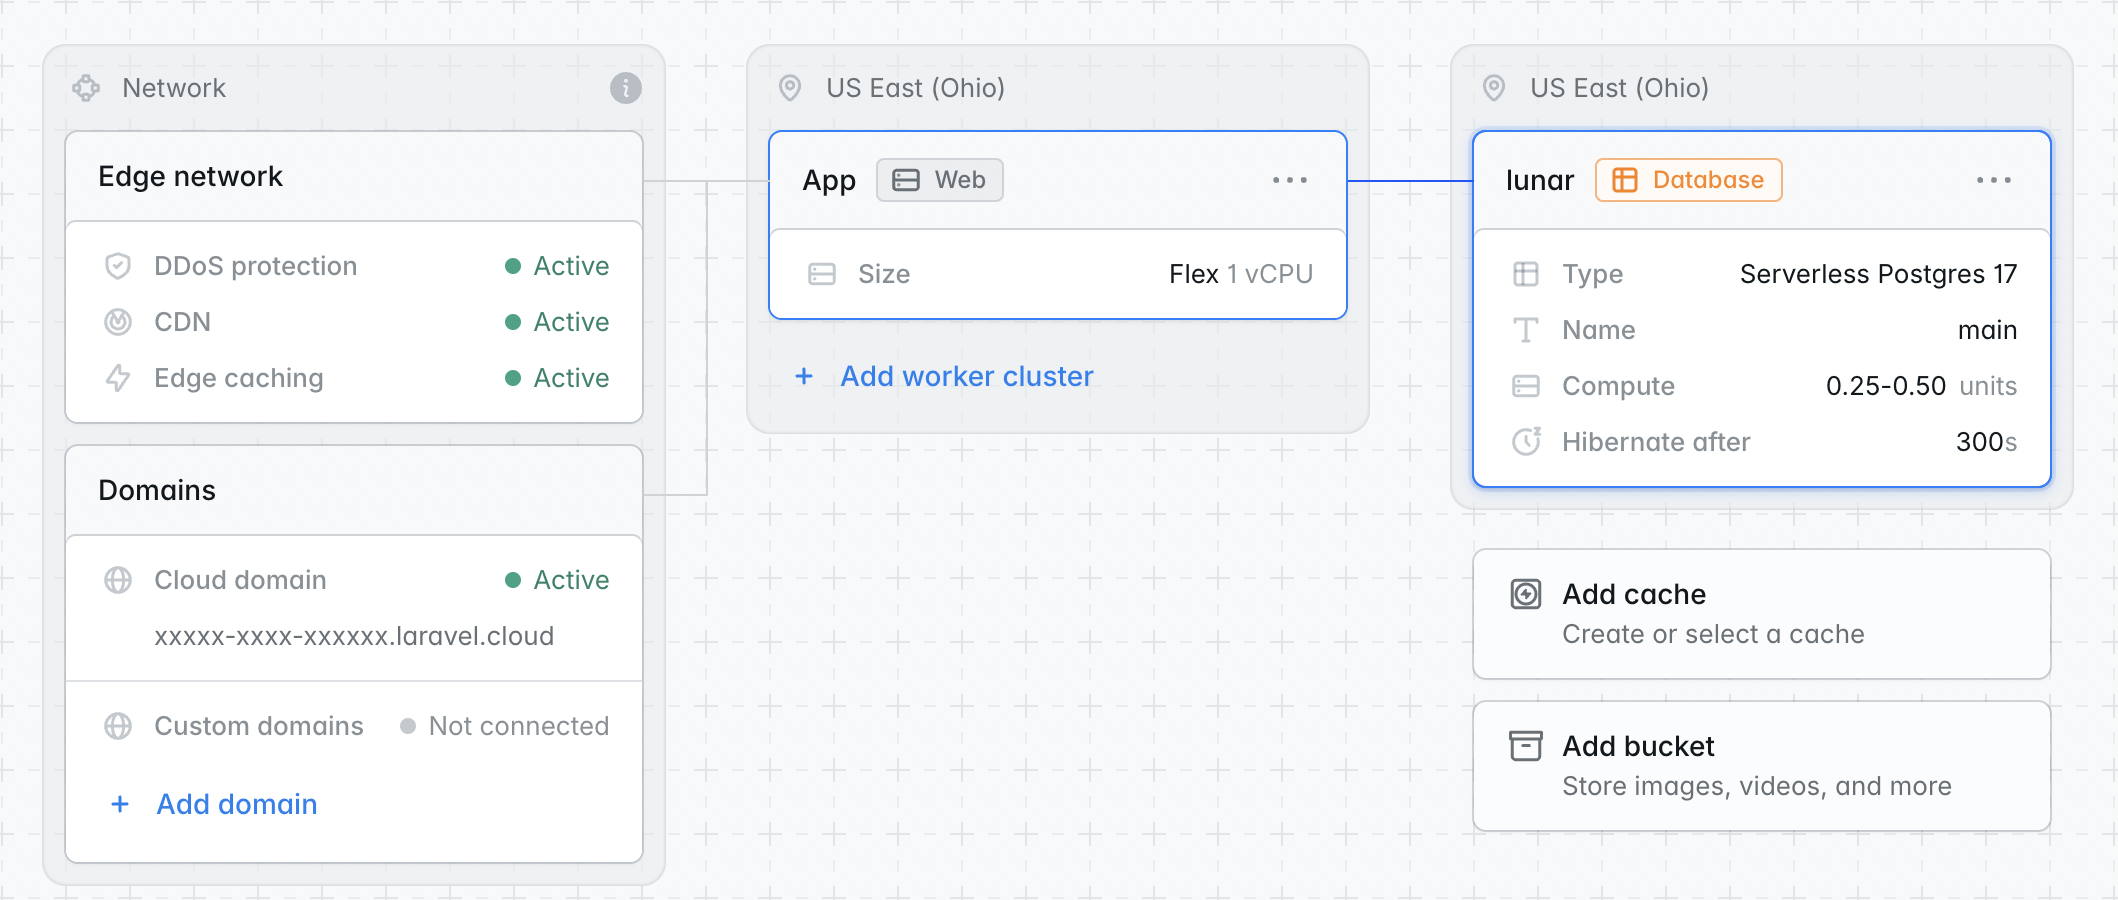 Network
Edge network
DDoS protection Active
CDN Active
Edge caching Active
Domains
Cloud domain Active
xxxxx-xxxx-xxxxxx.laravel.cloud
Custom domains Not connected
+ Add domain
US East (Ohio)
App Web
Size Flex 1 vCPU
+ Add worker cluster
US East (Ohio)
lunar Database
Type Serverless Postgres 17
Name main
Compute 0.25-0.50 units
Hibernate after 300s
Add cache
Create or select a cache
Add bucket
Store images, videos, and more